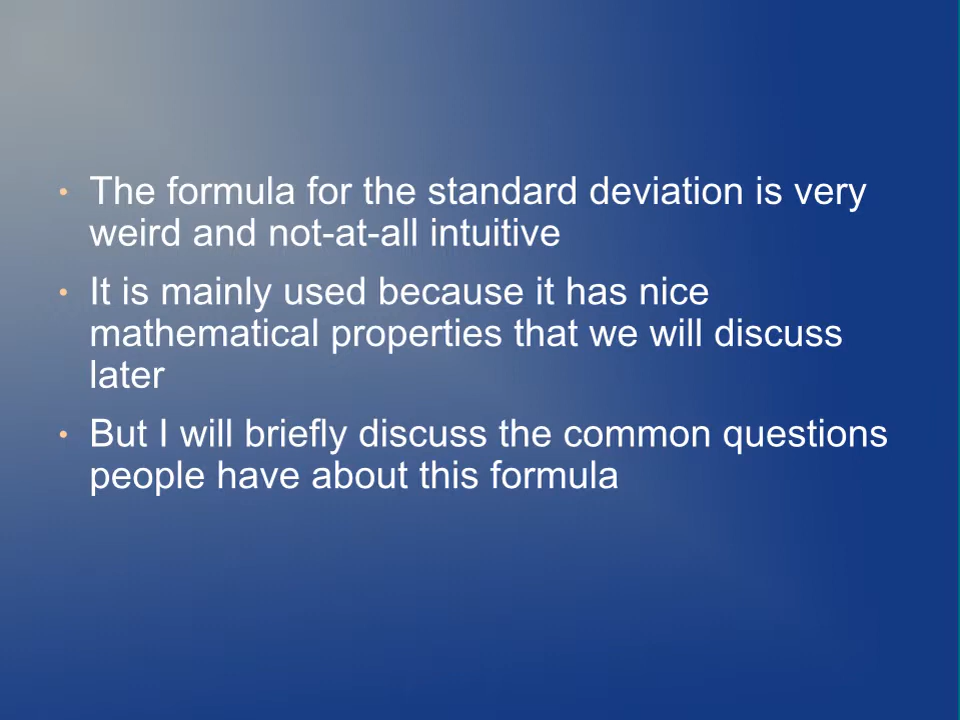 • The formula for the standard deviation is very
weird and not-at-all intuitive
• It is mainly used because it has nice
mathematical properties that we will discuss
later
• But I will briefly discuss the common questions
people have about this formula